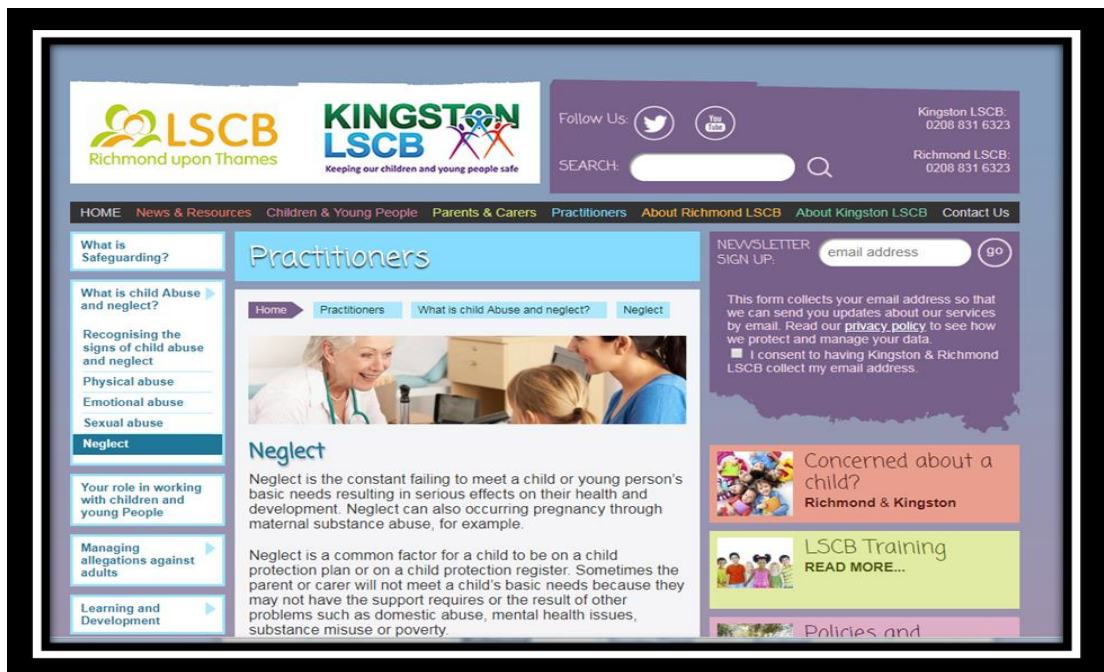 LSCB
Richmond upon Thames
KINGSTON
LSCB
Keeping our children and young people safe
Follow Us:
You
Tube
SEARCH:
Kingston LSCB:
0208 831 6323
Richmond LSCB:
0208 831 6323
HOME News & Resources Children & Young People Parents & Carers Practitioners About Richmond LSCB About Kingston LSCB Contact Us
What is
Safeguarding?
What is child Abuse
and neglect?
Recognising the
signs of child abuse
and neglect
Physical abuse
Emotional abuse
Sexual abuse
Neglect
Your role in working
with children and
young People
Managing
allegations against
adults
Learning and
Development
Practitioners
Home Practitioners What is child Abuse and neglect? Neglect
Neglect
Neglect is the constant failing to meet a child or young person's
basic needs resulting in serious effects on their health and
development. Neglect can also occurring pregnancy through
maternal substance abuse, for example.
Neglect is a common factor for a child to be on a child
protection plan or on a child protection register. Sometimes the
parent or carer will not meet a child's basic needs because they
may not have the support requires or the result of other
problems such as domestic abuse, mental health issues,
substance misuse or poverty.
NEWSLETTER
SIGN UP:
email address
go
This form collects your email address so that
we can send you updates about our services
by email. Read our privacy policy to see how
we protect and manage your data.
I consent to having Kingston & Richmond
LSCB collect my email address.
Concerned about a
child?
Richmond & Kingston
LSCB Training
READ MORE...
Policies and